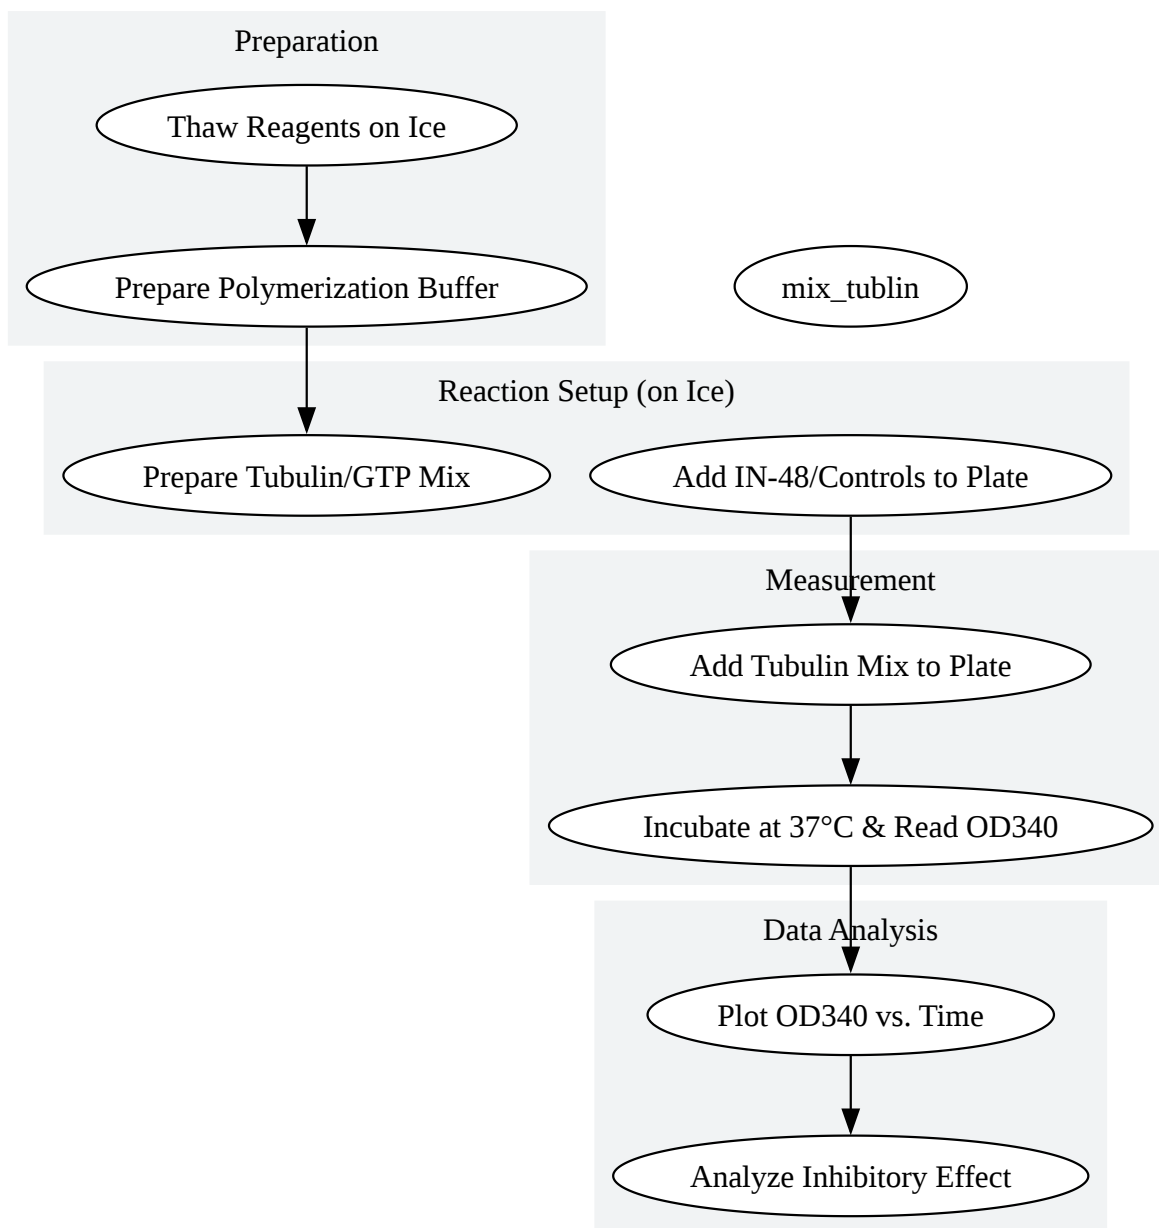 Preparation
Thaw Reagents on Ice
Prepare Polymerization Buffer
mix_tublin
Reaction Setup (on Ice)
Prepare Tubulin/GTP Mix
Add IN-48/Controls to Plate
Measurement
Add Tubulin Mix to Plate
Incubate at 37°C & Read OD340
Data Analysis
Plot OD340 vs. Time
Analyze Inhibitory Effect